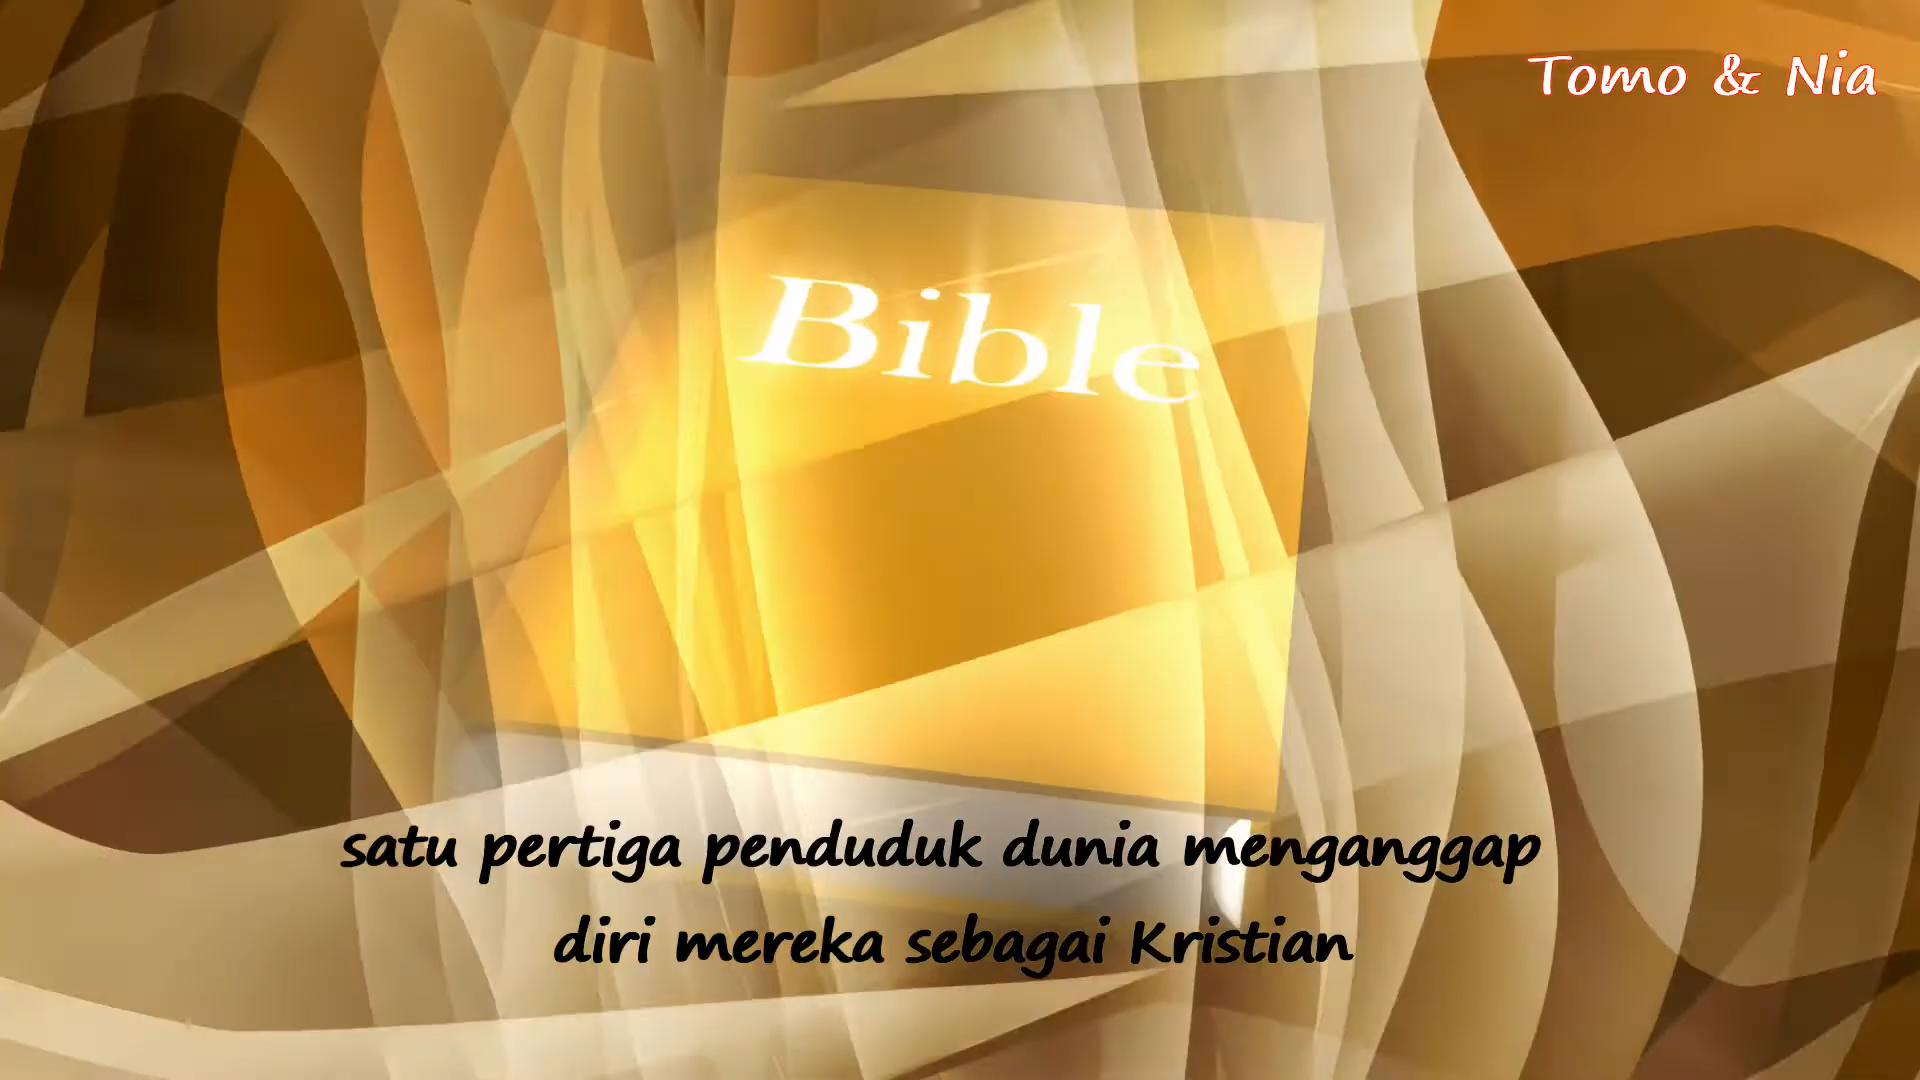 Tomo & Nia
Bible
satu pertiga penduduk dunia menganggap
diri mereka sebagai Kristian